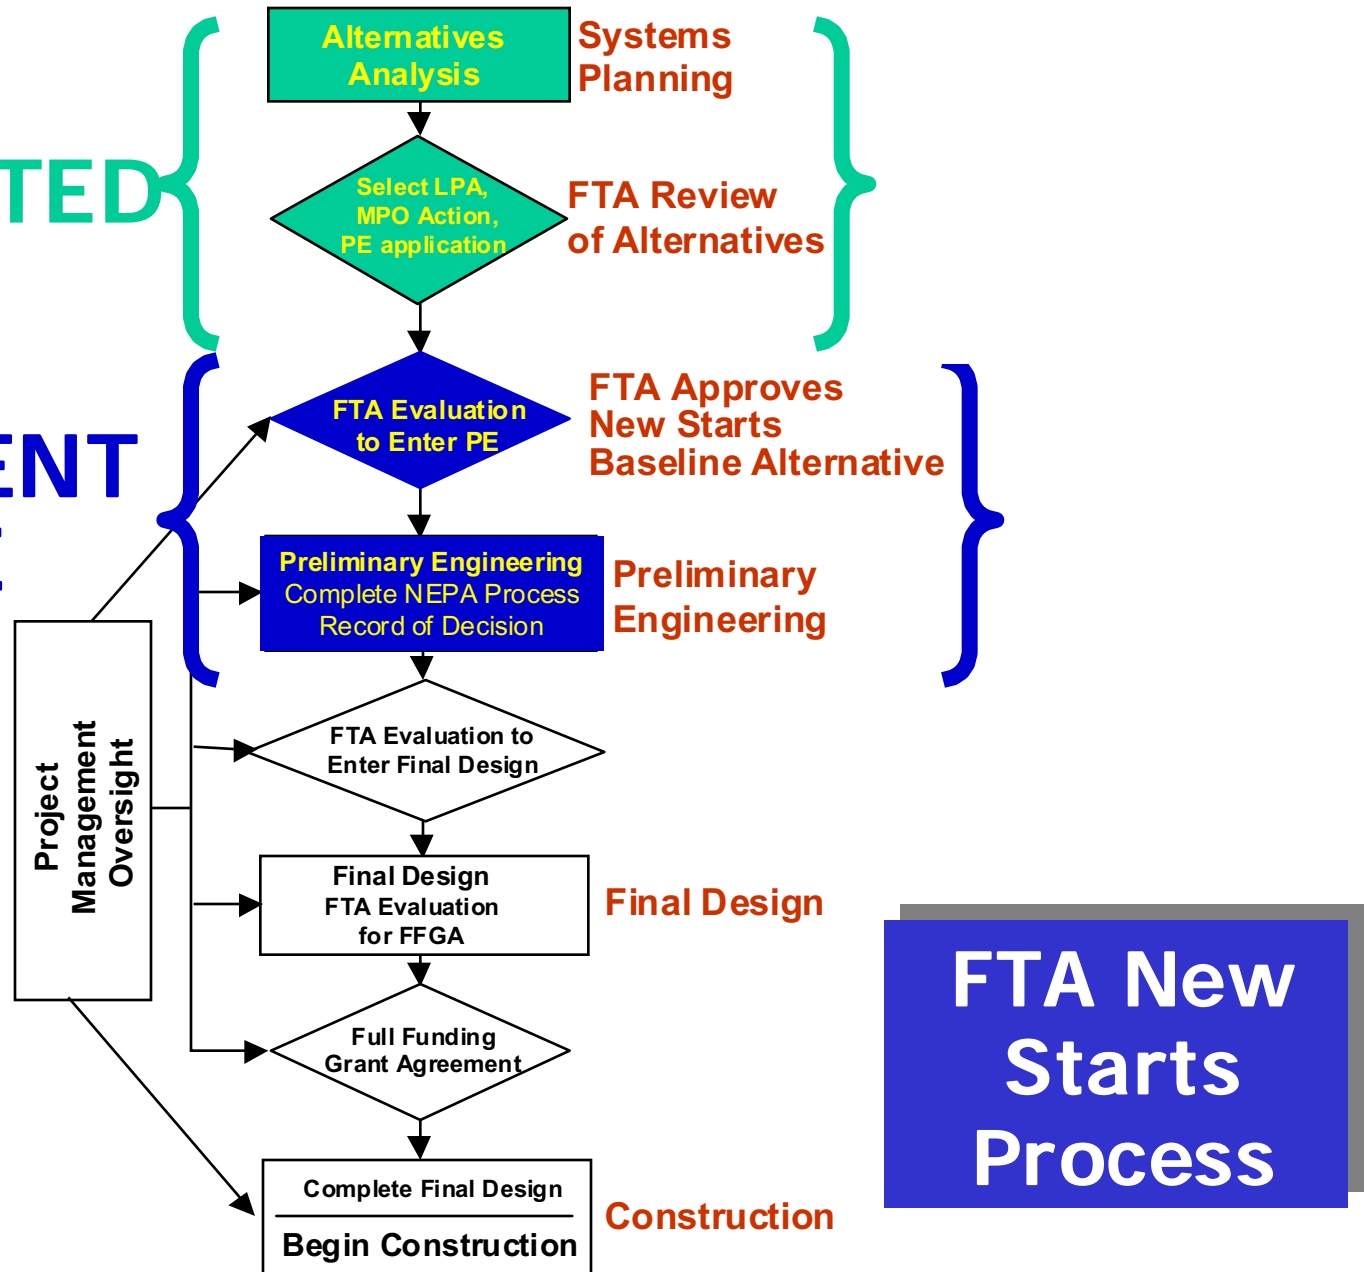 Alternatives
Analysis
Systems
Planning
TED
Select LPA,
MPO Action,
PE application
FTA Review
of Alternatives
FTA Evaluation
to Enter PE
FTA Approves
New Starts
Baseline Alternative
ENT
Preliminary Engineering
Complete NEPA Process
Record of Decision
Preliminary
Engineering
Project
Management
Oversight
FTA Evaluation to
Enter Final Design
Final Design
FTA Evaluation
for FFGA
Final Design
Full Funding
Grant Agreement
Complete Final Design
Begin Construction
Construction
FTA New
Starts
Process